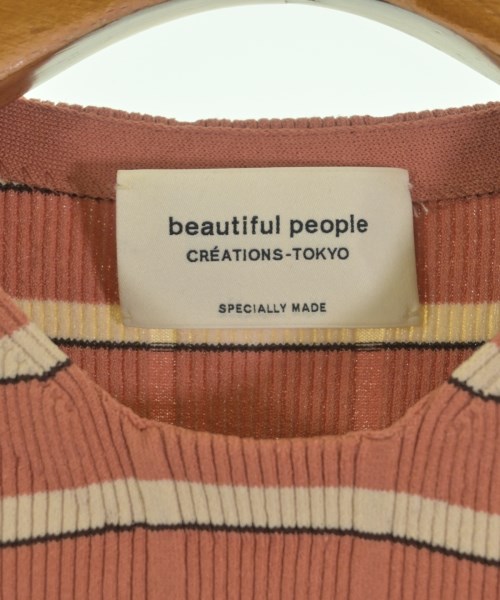 beautiful people
CRÉATIONS-TOKYO
SPECIALLY MADE